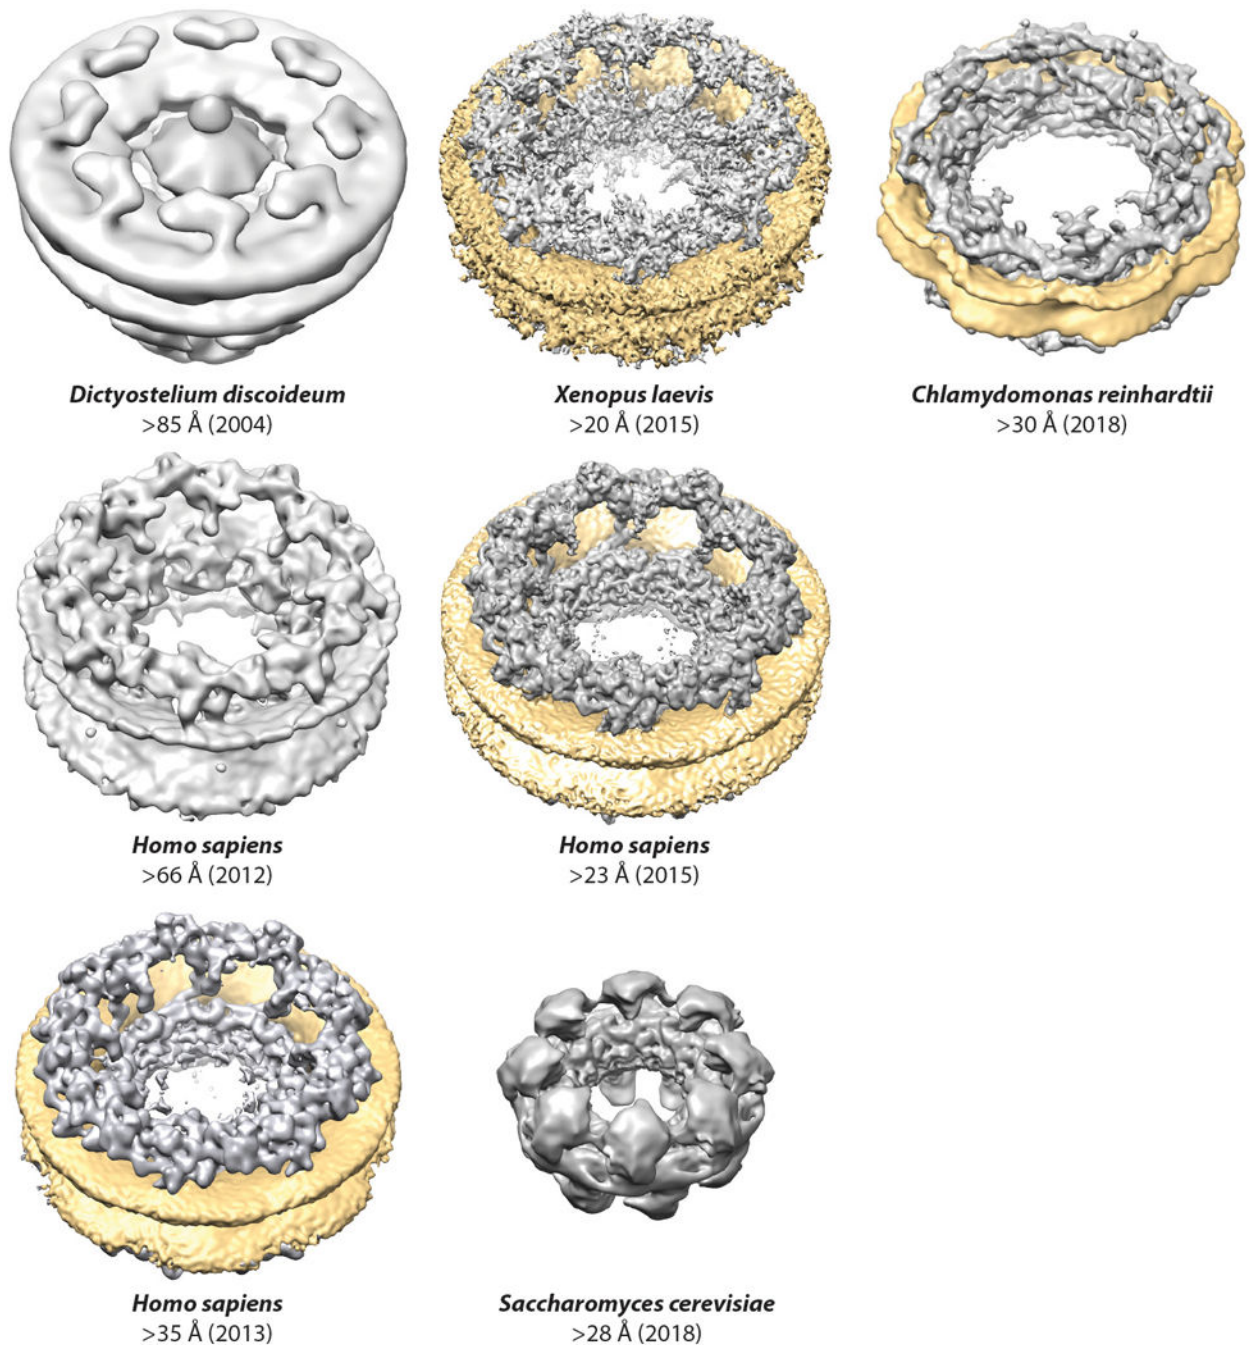 Dictyostelium discoideum
>85 Å (2004)
Xenopus laevis
>20 Å (2015)
Chlamydomonas reinhardtii
>30 Å (2018)
Homo sapiens
>66 Å (2012)
Homo sapiens
>23 Å (2015)
Homo sapiens
>35 Å (2013)
Saccharomyces cerevisiae
>28 Å (2018)